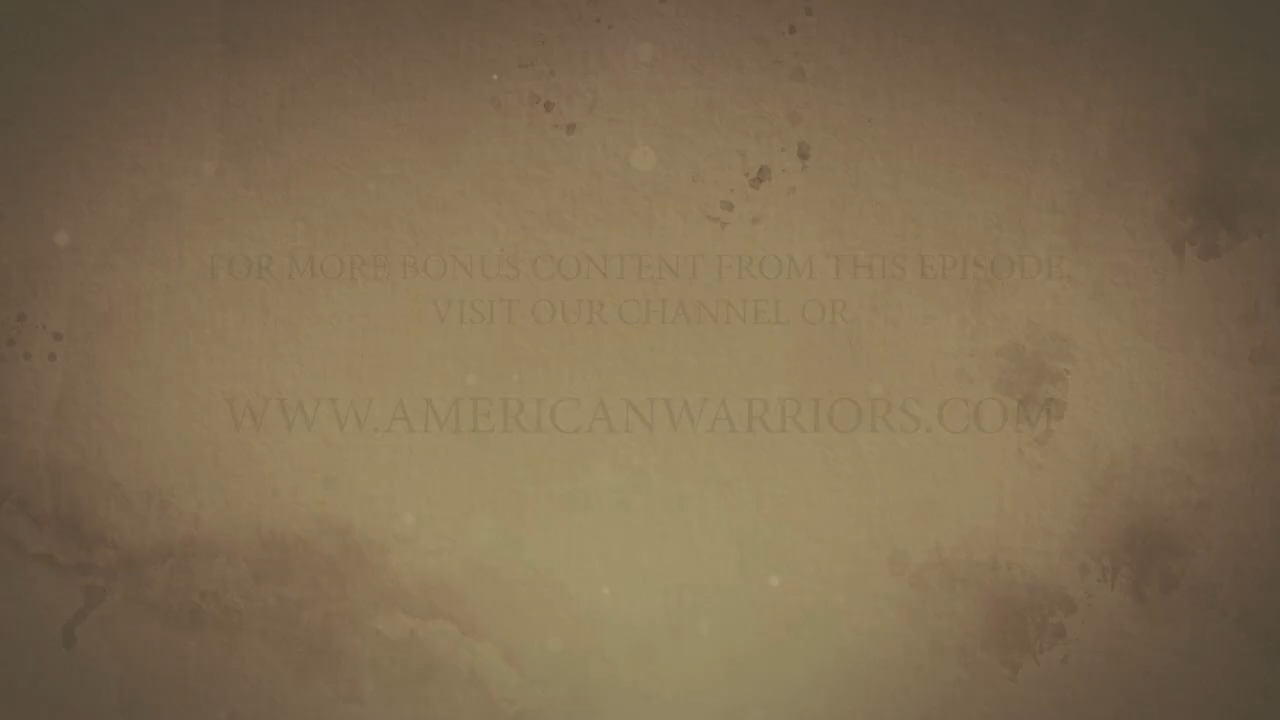 FOR MORE BONUS CONTENT FROM THIS EPISODE,
VISIT OUR CHANNEL OR
WWW.AMERICANWARRIORS.COM